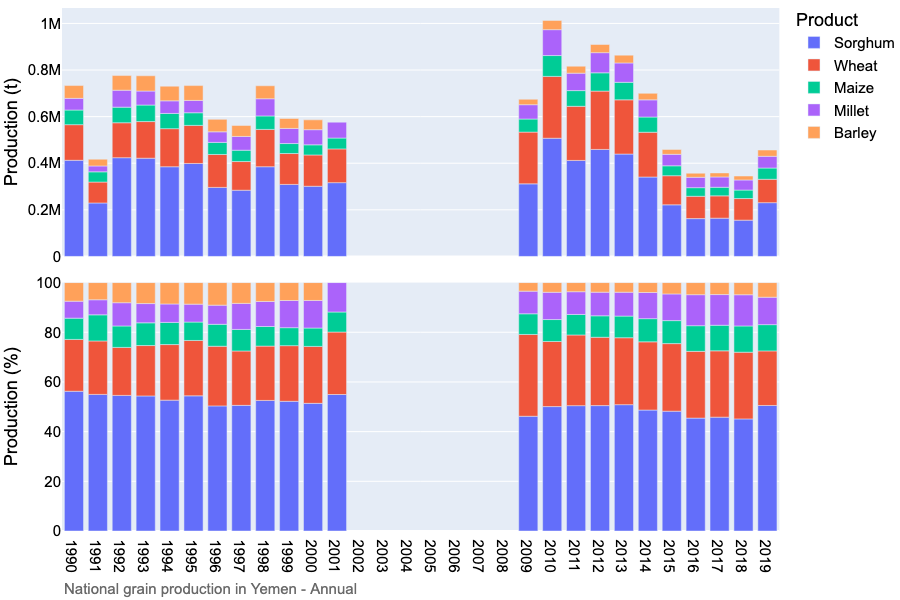 Production (t)
1M
0.8M
0.6M
0.4M
0.2M
0
Product
Sorghum
Wheat
Maize
Millet
Barley
Production (%)
100
80
60
40
20
0
1990
1991
1992
1993
1994
1995
1996
1997
1998
1999
2000
2001
2002
2003
2004
2005
2006
2007
2008
2009
2010
2011
2012
2013
2014
2015
2016
2017
2018
2019
National grain production in Yemen - Annual